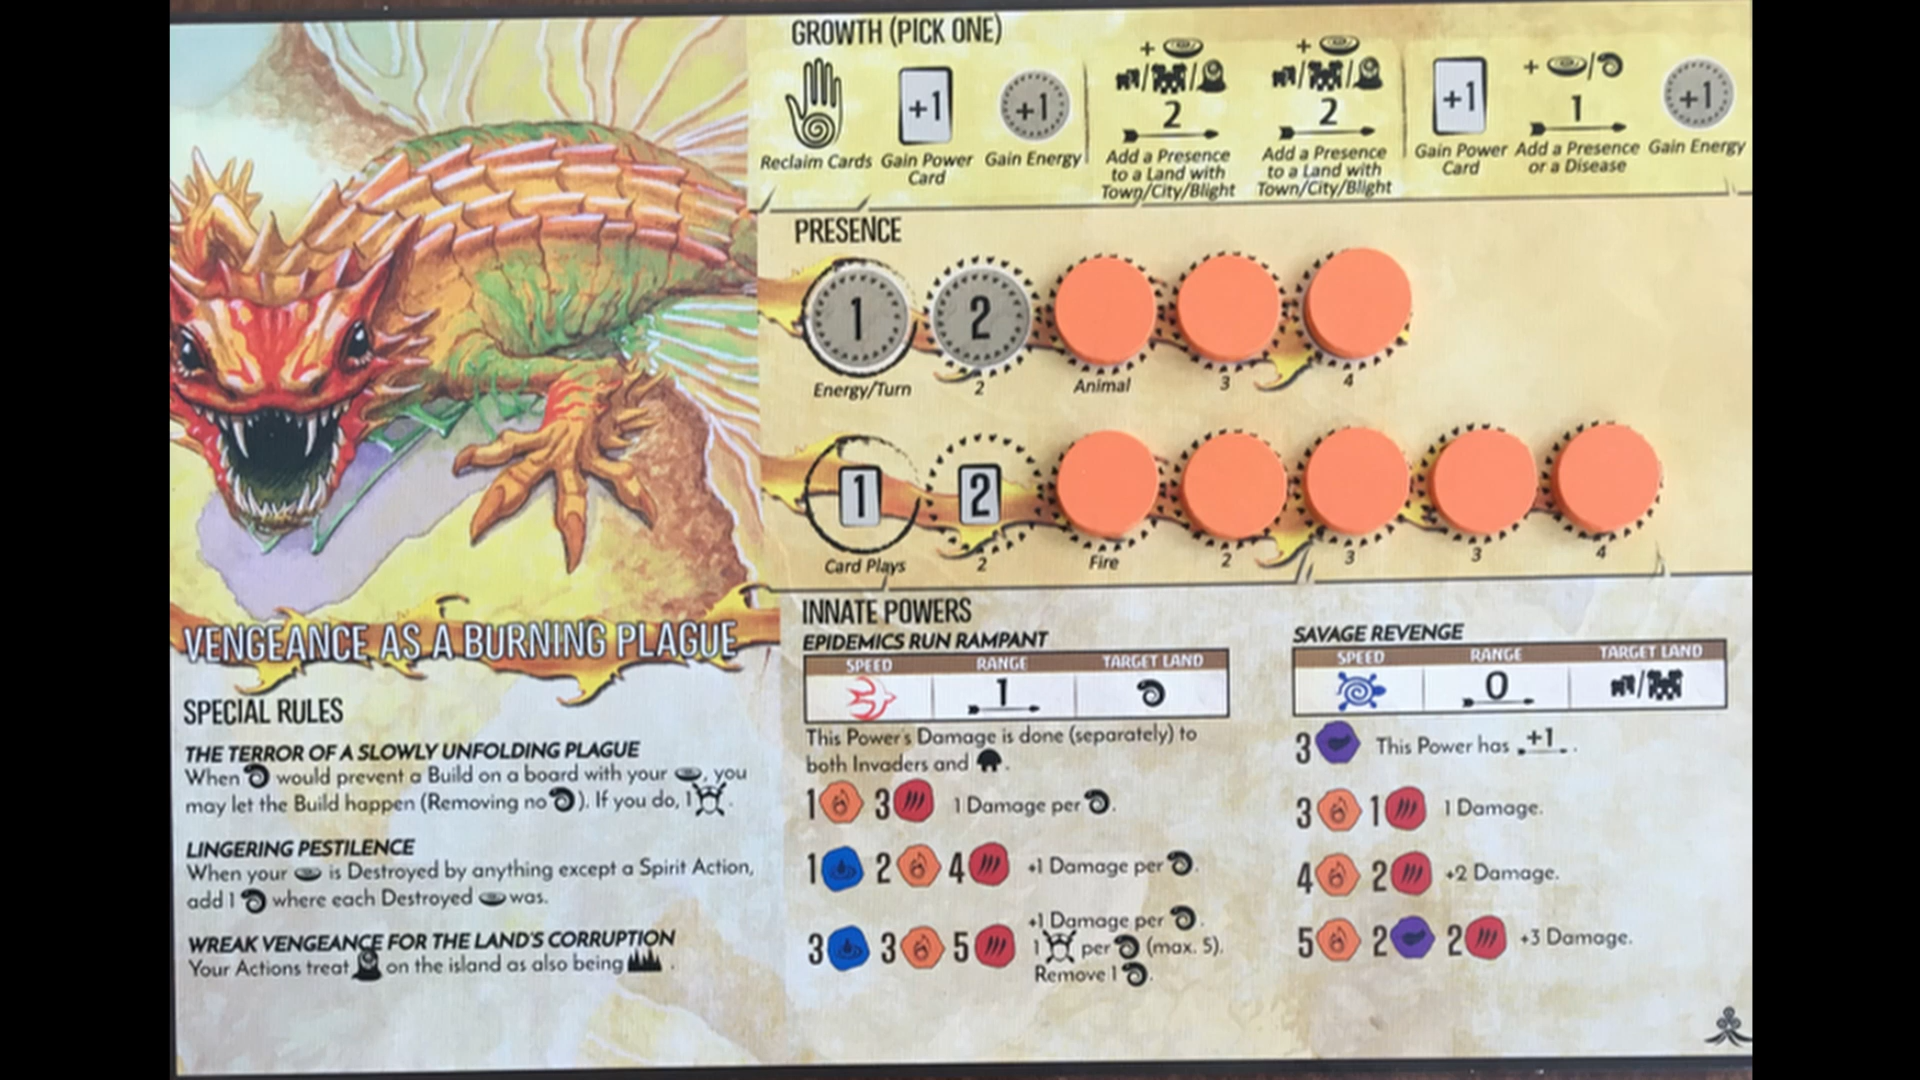 GROWTH (PICK ONE)
+1
+1
2
2
+1
1
+1
Reclaim Cards
Gain Power
Card
Gain Energy
Add a Presence
to a Land with
Town/City/Blight
Add a Presence
to a Land with
Town/City/Blight
Gain Power
Card
Add a Presence
or a Disease
Gain Energy
PRESENCE
1 2
Energy/Turn 2 Animal 3 4
1 2
Card Plays 2 Fire 2 3 3 4
VENGEANCE AS A BURNING PLAGUE
SPECIAL RULES
THE TERROR OF A SLOWLY UNFOLDING PLAGUE
When would prevent a Build on a board with your , you
may let the Build happen (Removing no ). If you do, 1 .
LINGERING PESTILENCE
When your is Destroyed by anything except a Spirit Action,
add 1 where each Destroyed was.
WREAK VENGEANCE FOR THE LAND'S CORRUPTION
Your Actions treat on the island as also being .
INNATE POWERS
EPIDEMICS RUN RAMPANT
SPEED RANGE TARGET LAND
1
This Power's Damage is done (separately) to
both Invaders and .
1 3 1 Damage per .
1 2 4 +1 Damage per .
3 3 5 +1 Damage per .
1 per (max. 5).
Remove 1 .
SAVAGE REVENGE
SPEED RANGE TARGET LAND
0 /
3 This Power has +1 .
3 1 1 Damage.
4 2 +2 Damage.
5 2 2 +3 Damage.